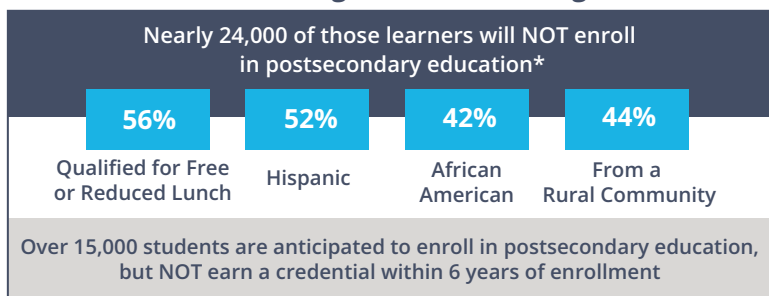 Nearly 24,000 of those learners will NOT enroll
in postsecondary education*
56%
52%
42%
44%
Qualified for Free
or Reduced Lunch
Hispanic
African
American
From a
Rural Community
Over 15,000 students are anticipated to enroll in postsecondary education,
but NOT earn a credential within 6 years of enrollment